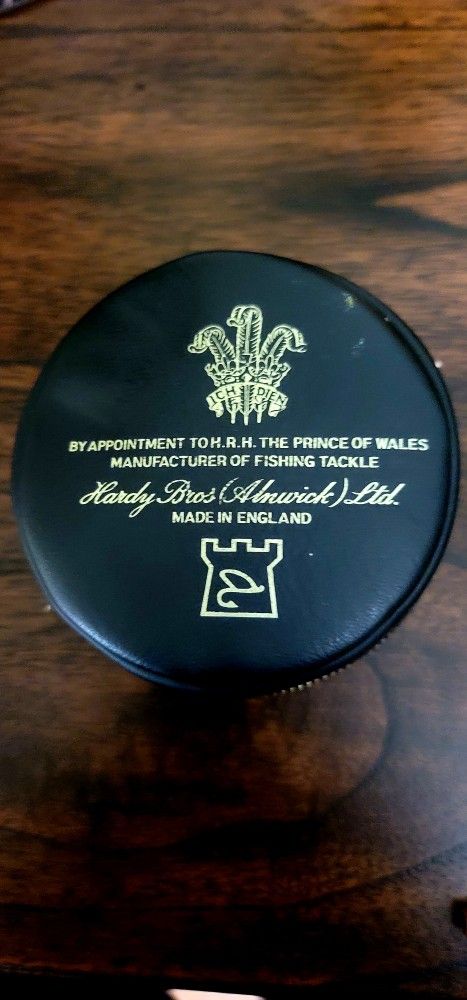 ICH DIEN
BY APPOINTMENT TO H.R.H. THE PRINCE OF WALES
MANUFACTURER OF FISHING TACKLE
Hardy Bros (Alnwick) Ltd.
MADE IN ENGLAND